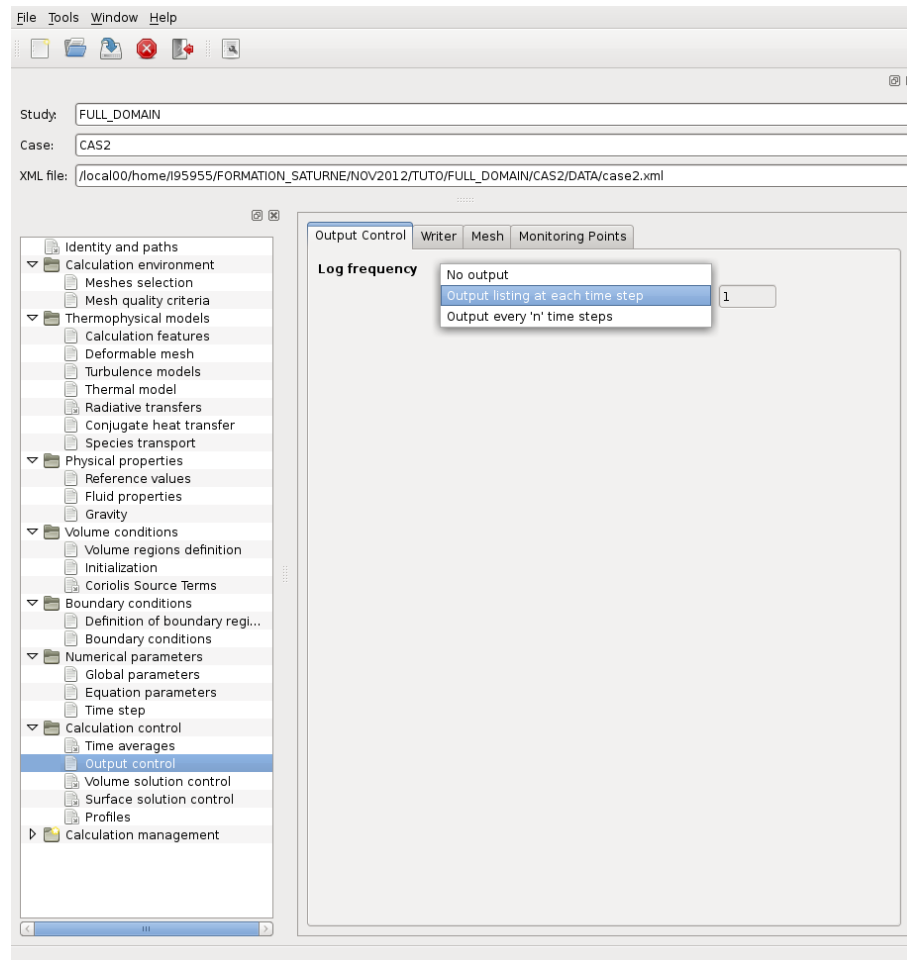 File Tools Window Help
Study: FULL_DOMAIN
Case: CAS2
XML file: /local00/home/I95955/FORMATION_SATURNE/NOV2012/TUTO/FULL_DOMAIN/CAS2/DATA/case2.xml
Identity and paths
Calculation environment
Meshes selection
Mesh quality criteria
Thermophysical models
Calculation features
Deformable mesh
Turbulence models
Thermal model
Radiative transfers
Conjugate heat transfer
Species transport
Physical properties
Reference values
Fluid properties
Gravity
Volume conditions
Volume regions definition
Initialization
Coriolis Source Terms
Boundary conditions
Definition of boundary regi...
Boundary conditions
Numerical parameters
Global parameters
Equation parameters
Time step
Calculation control
Time averages
Output control
Volume solution control
Surface solution control
Profiles
Calculation management
Output Control Writer Mesh Monitoring Points
Log frequency
No output
Output listing at each time step 1
Output every 'n' time steps